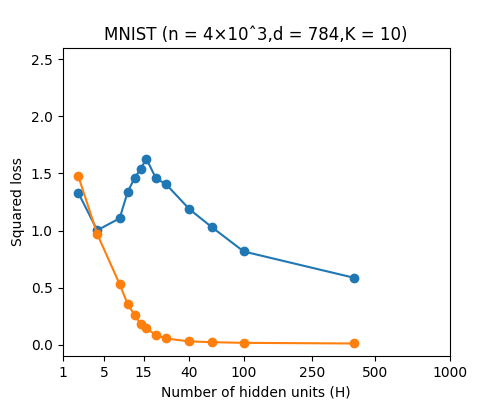 MNIST (n = 4×10ˆ3,d = 784,K = 10)
2.5
2.0
1.5
1.0
0.5
0.0
Squared loss
1 5 15 40 100 250 500 1000
Number of hidden units (H)